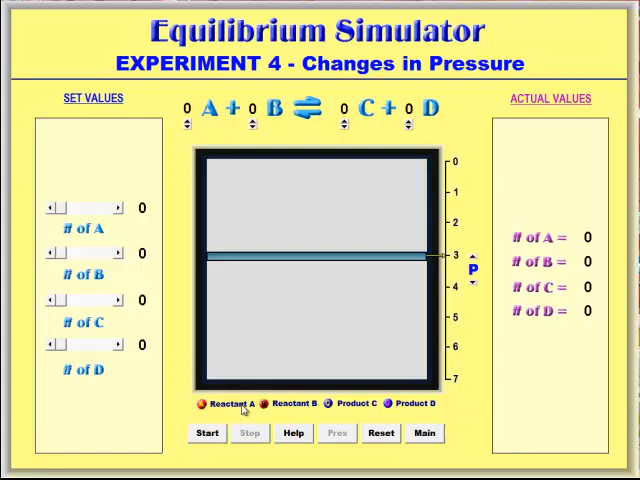 Equilibrium Simulator
EXPERIMENT 4 - Changes in Pressure
SET VALUES
0 A + 0 B ⇌ 0 C + 0 D
ACTUAL VALUES
0
# of A
0
# of B
0
# of C
0
# of D
0
1
2
3
4
5
6
7
P
# of A = 0
# of B = 0
# of C = 0
# of D = 0
A Reactant A B Reactant B C Product C D Product D
Start Stop Help Pres Reset Main